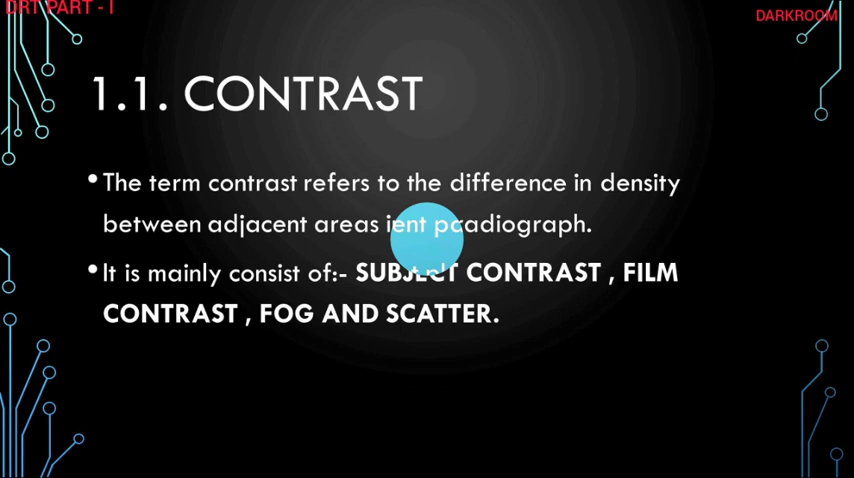 DRT PART - I
DARKROOM
1.1. CONTRAST
•The term contrast refers to the difference in density
between adjacent areas
•It is mainly consist of:- SUBJECT CONTRAST , FILM
CONTRAST , FOG AND SCATTER.